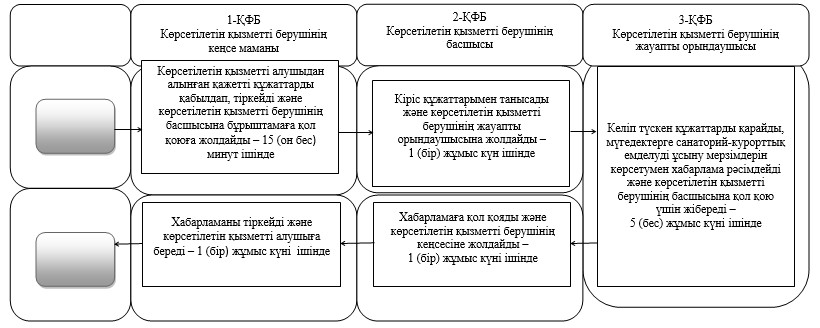 1-ҚФБ
Көрсетілетін қызметті берушінің
кеңсе маманы
2-ҚФБ
Көрсетілетін қызметті берушінің
басшысы
3-ҚФБ
Көрсетілетін қызметті берушінің
жауапты орындаушысы
Көрсетілетін қызметті алушыдан
алынған қажетті құжаттарды
қабылдап, тіркейді және
көрсетілетін қызметті берушінің
басшысына бұрыштамаға қол
қоюға жолдайды – 15 (он бес)
минут ішінде
Кіріс құжаттарымен танысады
және көрсетілетін қызметті
берушінің жауапты
орындаушысына жолдайды –
1 (бір) жұмыс күн ішінде
Келіп түскен құжаттарды қарайды,
мүгедектерге санаторий-курорттық
емделуді ұсыну мерзімдерін
көрсетумен хабарлама рәсімдейді
және көрсетілетін қызметті
берушінің басшысына қол қою
үшін жібереді –
5 (бес) жұмыс күні ішінде
Хабарламаны тіркейді және
көрсетілетін қызметті алушыға
береді – 1 (бір) жұмыс күні ішінде
Хабарламаға қол қояды және
көрсетілетін қызметті берушінің
кеңсесіне жолдайды –
1 (бір) жұмыс күні ішінде